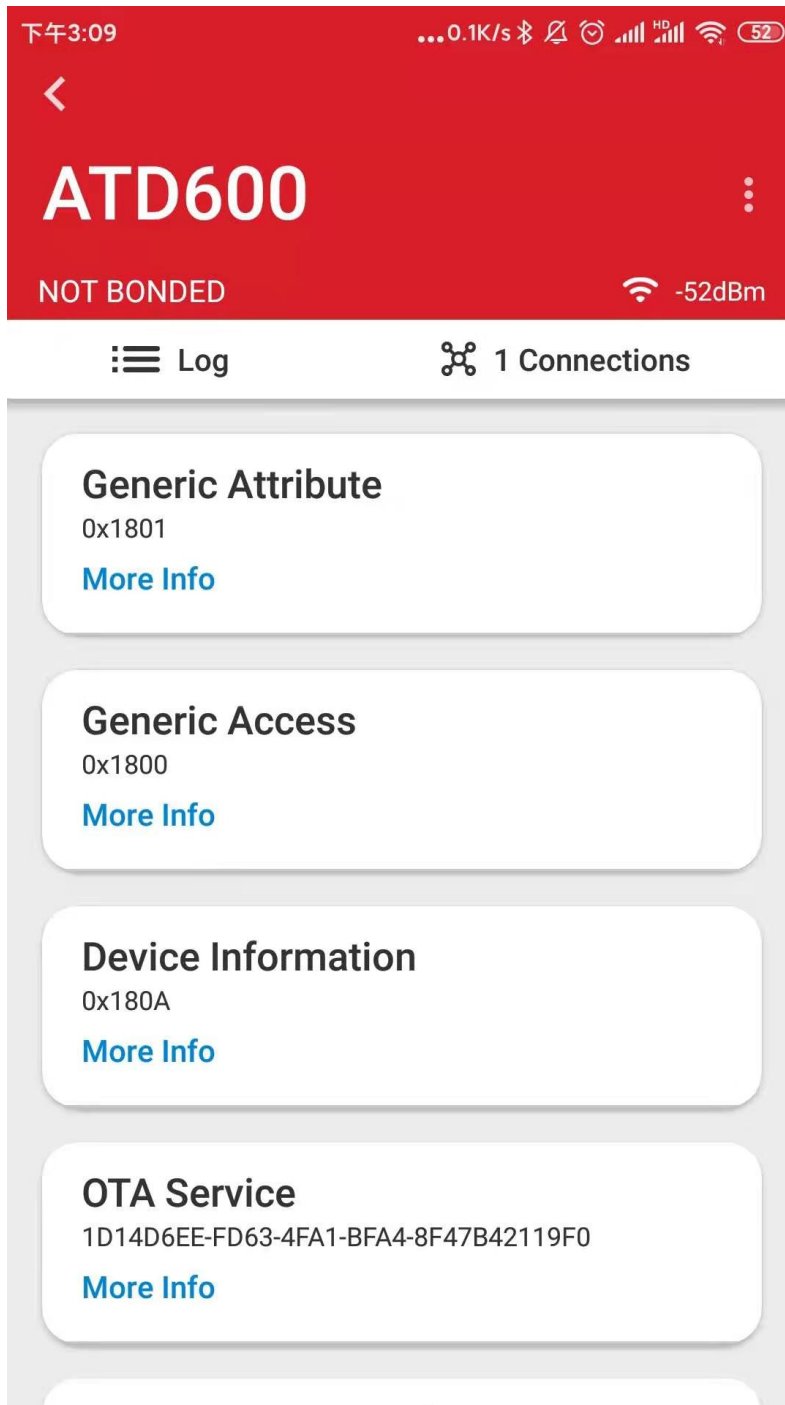 下午3:09
...0.1K/s
HD
52
ATD600
NOT BONDED
-52dBm
Log
1 Connections
Generic Attribute
0x1801
More Info
Generic Access
0x1800
More Info
Device Information
0x180A
More Info
OTA Service
1D14D6EE-FD63-4FA1-BFA4-8F47B42119F0
More Info